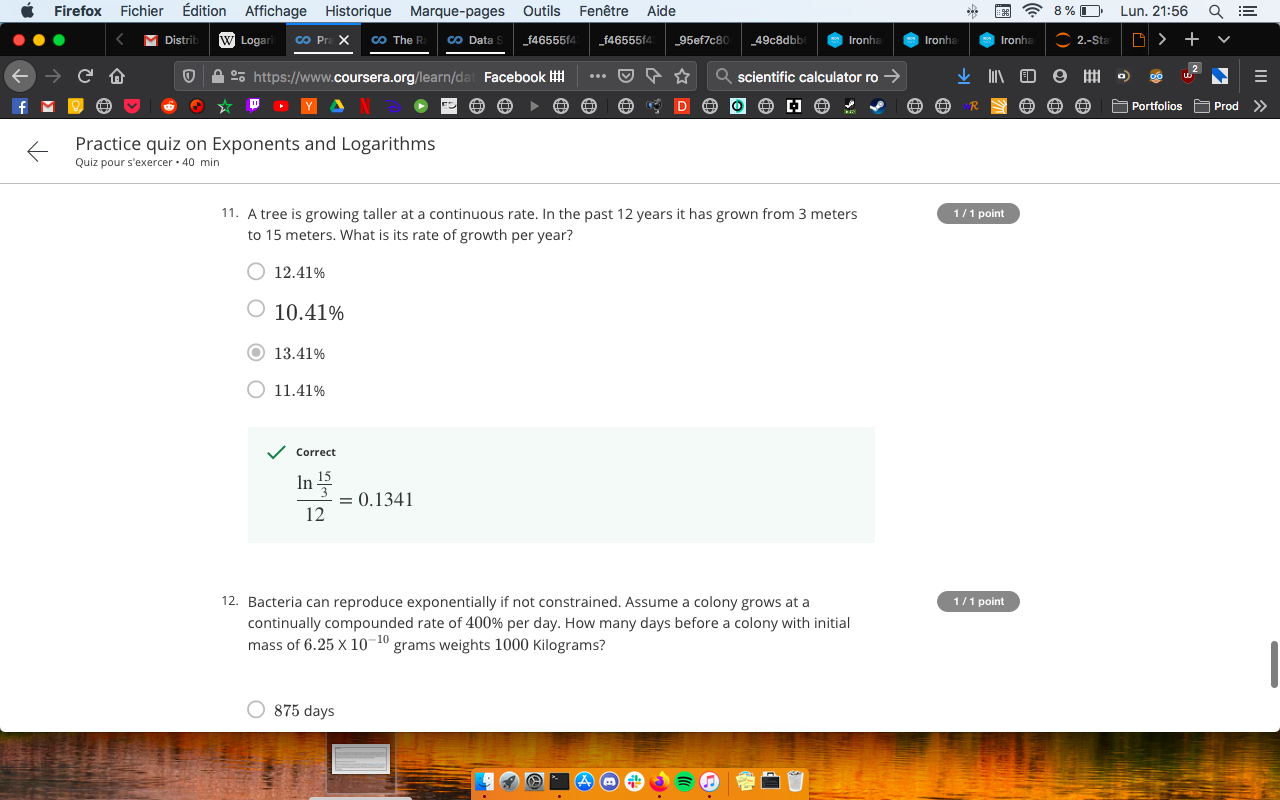 Firefox Fichier Édition Affichage Historique Marque-pages Outils Fenêtre Aide 8 % Lun. 21:56
Distrib Logari Pra The Ra Data S _f46555f4 _f46555f4 _95ef7c80 _49c8dbb Ironha Ironha Ironha 2.-Sta
https://www.coursera.org/learn/dat Facebook scientific calculator ro 2
Portfolios Prod
Practice quiz on Exponents and Logarithms
Quiz pour s'exercer • 40 min
11. A tree is growing taller at a continuous rate. In the past 12 years it has grown from 3 meters 1 / 1 point
to 15 meters. What is its rate of growth per year?
12.41%
10.41%
13.41%
11.41%
Correct
ln 15/3 / 12 = 0.1341
12. Bacteria can reproduce exponentially if not constrained. Assume a colony grows at a 1 / 1 point
continually compounded rate of 400% per day. How many days before a colony with initial
mass of 6.25 X 10⁻¹⁰ grams weights 1000 Kilograms?
875 days